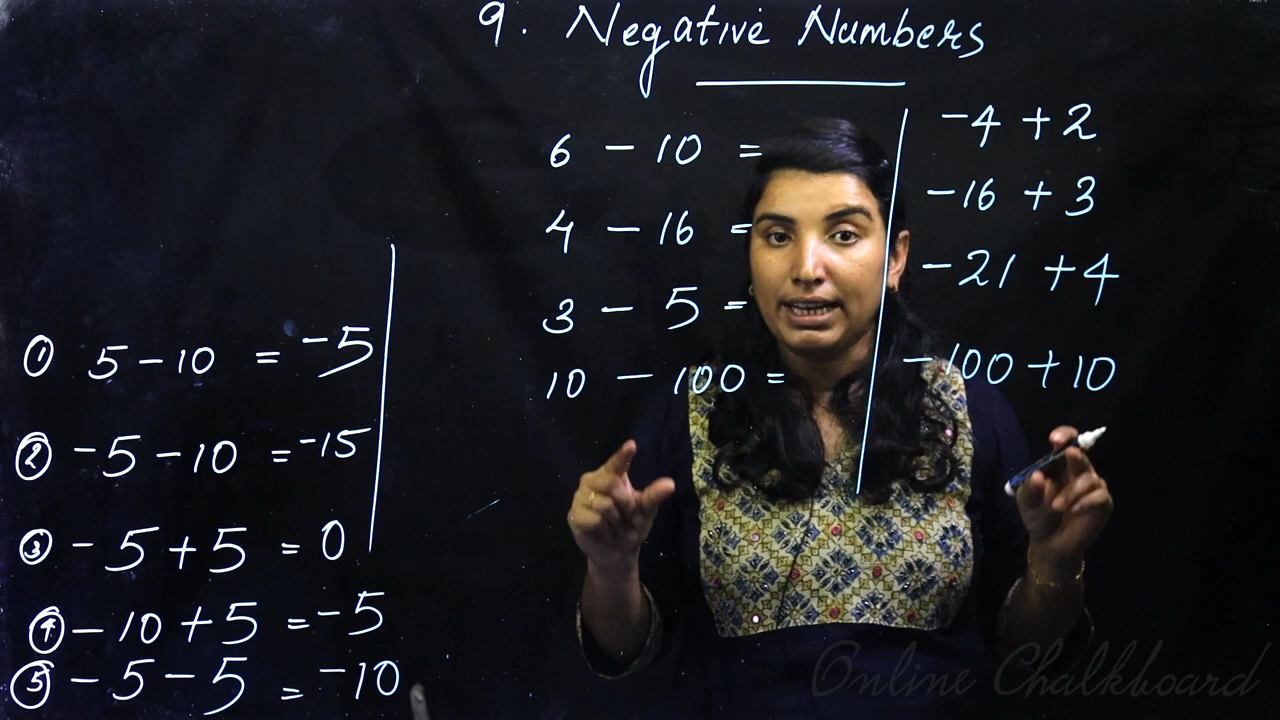 9. Negative Numbers
6 - 10 =
4 - 16 =
3 - 5 =
10 - 100 =
-4 + 2
-16 + 3
-21 + 4
-100 + 10
① 5 - 10 = -5
② -5 - 10 = -15
③ -5 + 5 = 0
④ -10 + 5 = -5
⑤ -5 - 5 = -10
Online Chalkboard